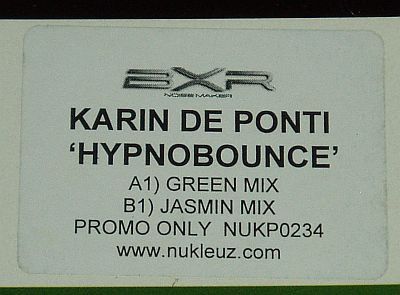 BXR
NOISE MAKER
KARIN DE PONTI
‘HYPNOBOUNCE’
A1) GREEN MIX
B1) JASMIN MIX
PROMO ONLY NUKP0234
www.nukleuz.com